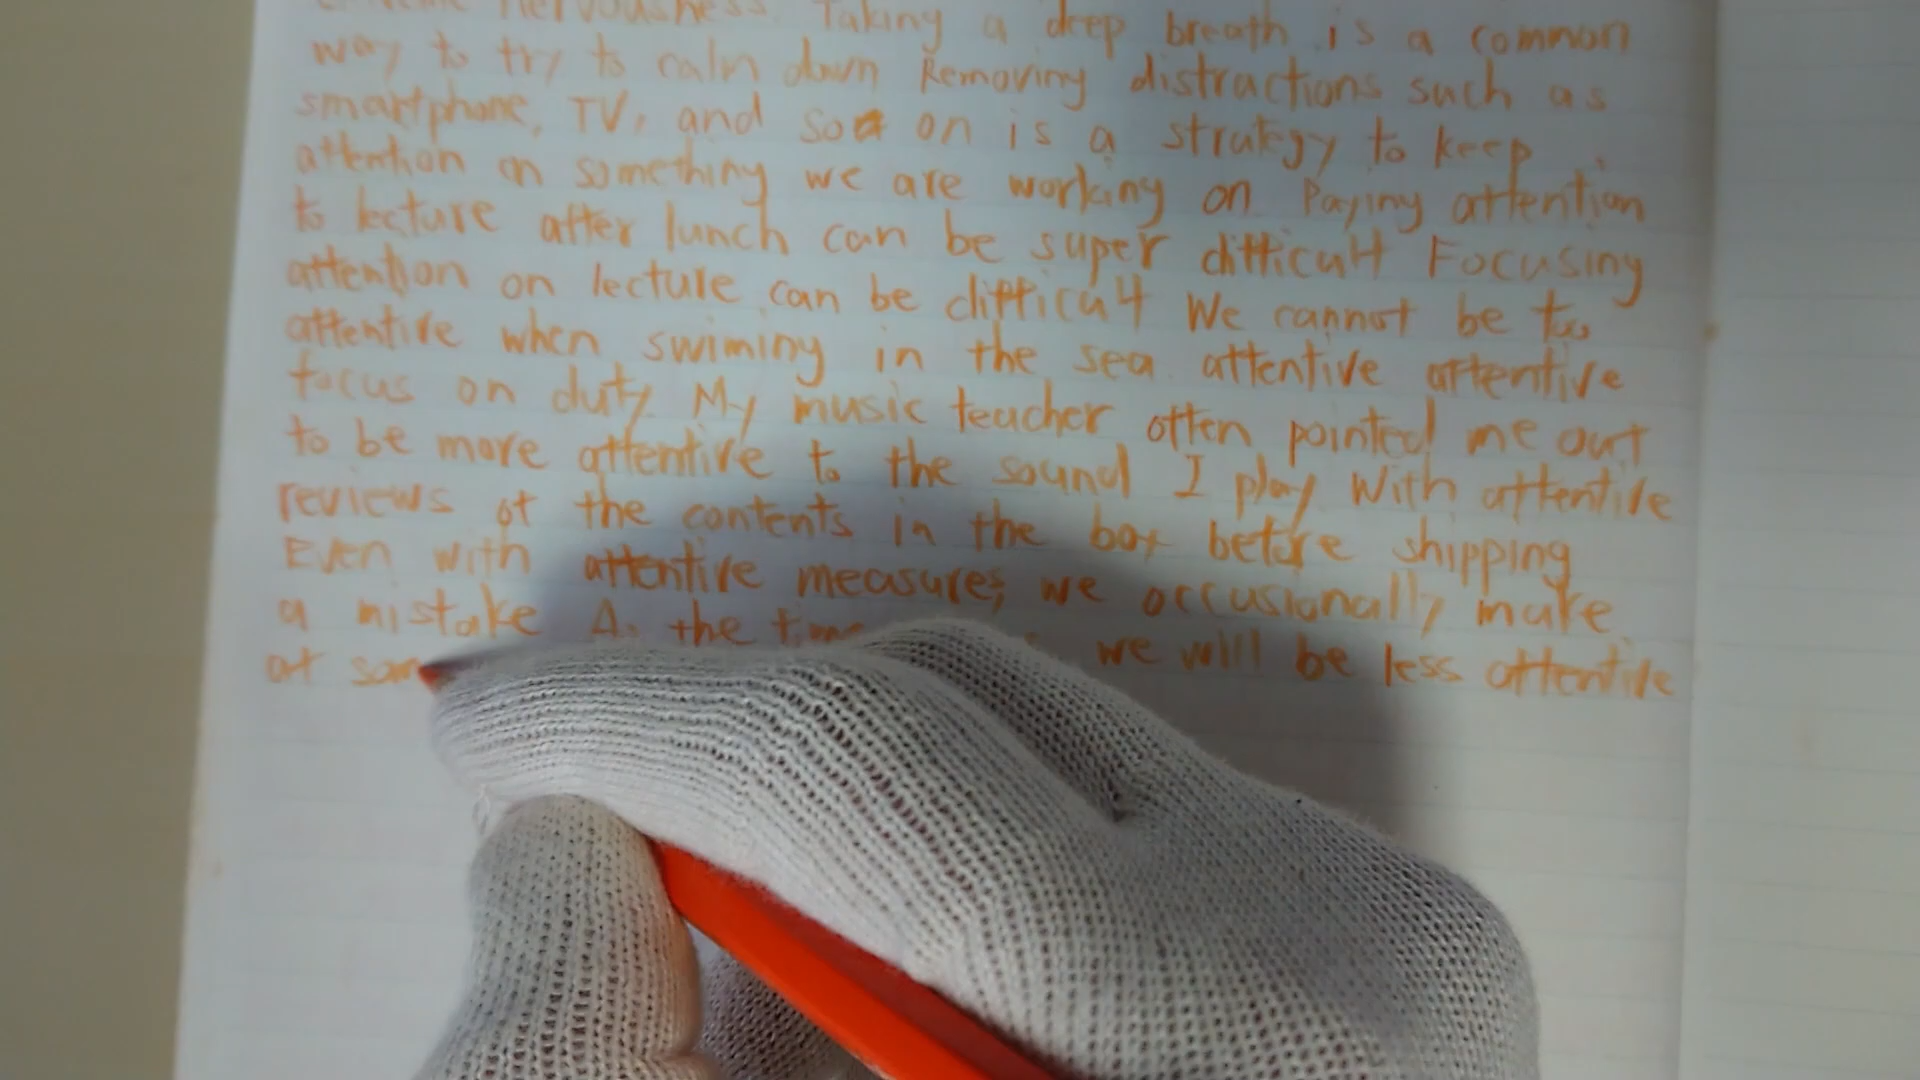 nervousness. Taking a deep breath is a common
way to try to calm down Removing distractions such as
smartphone, TV, and so on is a strategy to keep
attention on something we are working on. Paying attention
to lecture after lunch can be super difficult Focusing
attention on lecture can be difficult We cannot be too
attentive when swiming in the sea. attentive attentive
focus on duty. My music teacher often pointed me out
to be more attentive to the sound I play With attentive
reviews of the contents in the box before shipping
Even with attentive measures, we occusionally make
a mistake As the time we will be less attentive
at